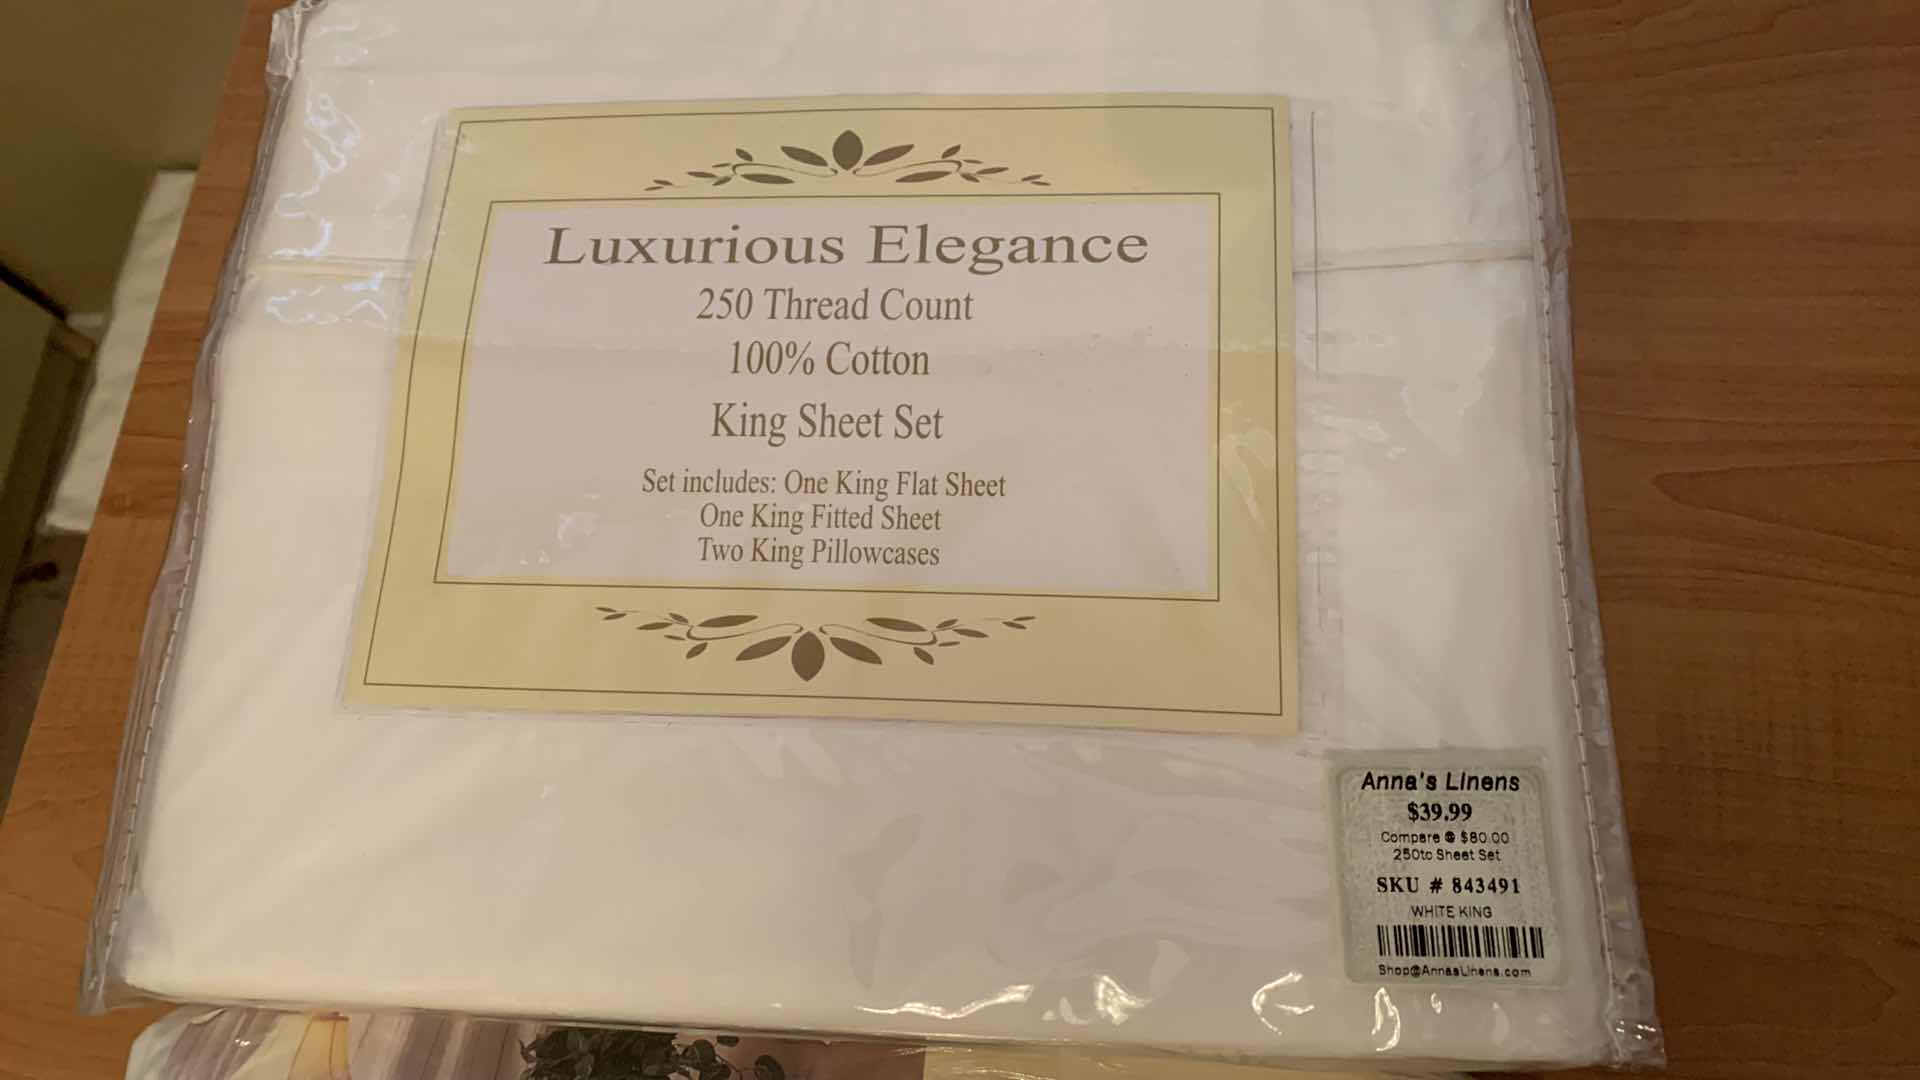 Luxurious Elegance
250 Thread Count
100% Cotton
King Sheet Set
Set includes: One King Flat Sheet
One King Fitted Sheet
Two King Pillowcases
Anna's Linens
$39.99
Compare @ $80.00
250tc Sheet Set
SKU # 843491
WHITE KING
Shop@AnnasLinens.com